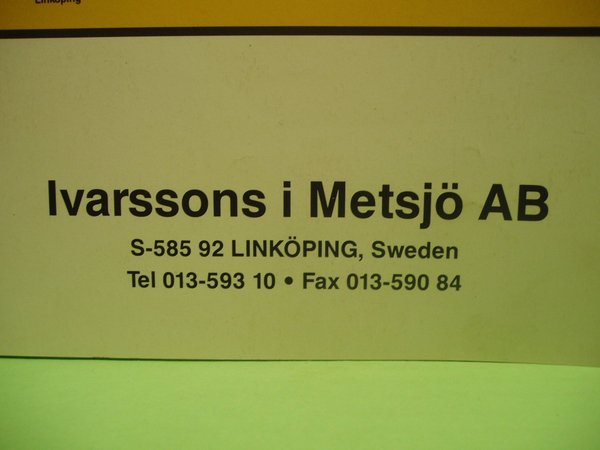 Linköping
Ivarssons i Metsjö AB
S-585 92 LINKÖPING, Sweden
Tel 013-593 10 • Fax 013-590 84